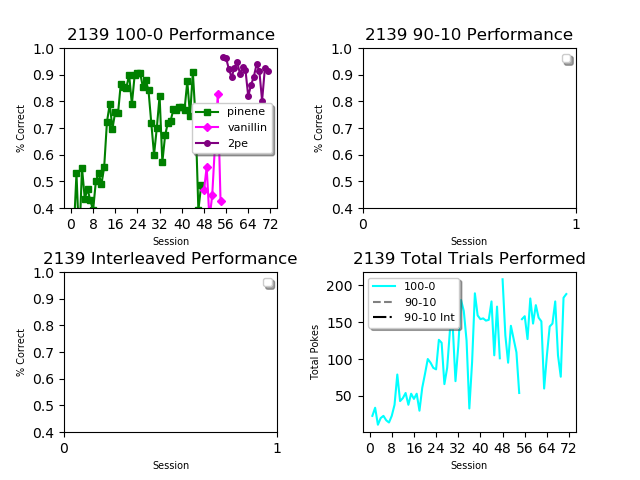 2139 100-0 Performance
1.0
0.9
0.8
0.7
0.6
0.5
0.4
% Correct
pinene
vanillin
2pe
0 8 16 24 32 40 48 56 64 72
Session
2139 90-10 Performance
1.0
0.9
0.8
0.7
0.6
0.5
0.4
% Correct
0 1
Session
2139 Interleaved Performance
1.0
0.9
0.8
0.7
0.6
0.5
0.4
% Correct
0 1
Session
2139 Total Trials Performed
200
150
100
50
Total Pokes
100-0
90-10
90-10 Int
0 8 16 24 32 40 48 56 64 72
Session